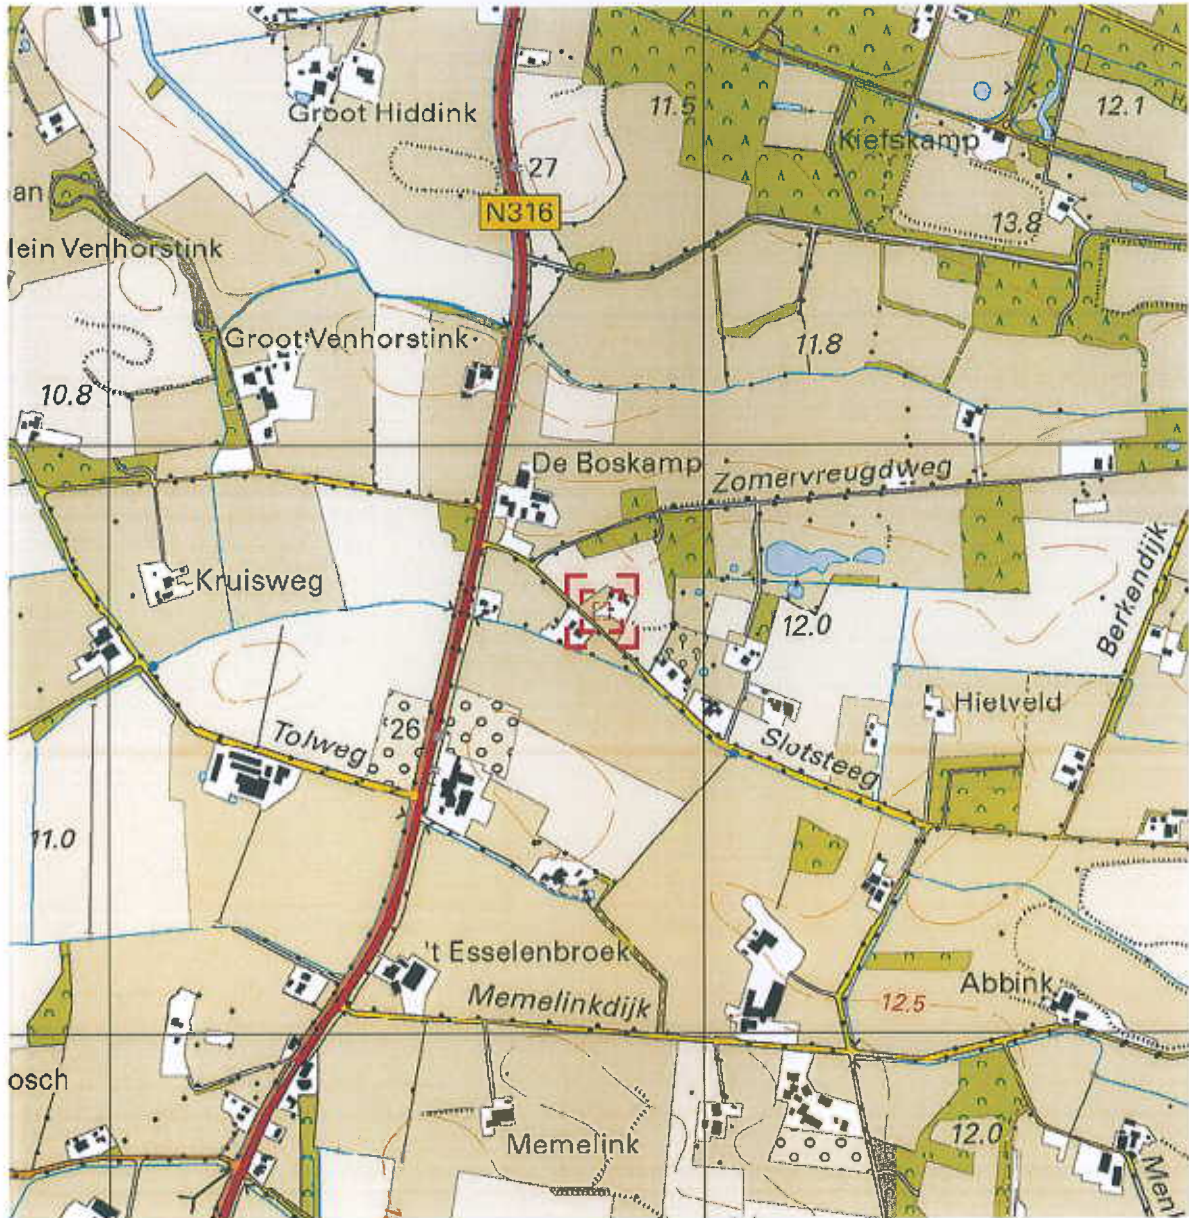 Groot Hiddink
11.5
12.1
Kiefskamp
27
an
N316
13.8
lein Venhorstink
Groot Venhorstink
11.8
10.8
De Boskamp
Zomervreugdweg
Berkendijk
Kruisweg
12.0
Hietveld
26
Tolweg
Slotsteeg
11.0
't Esselenbroek
Abbink
Memelinkdijk
12.5
osch
12.0
Memelink
Mienk